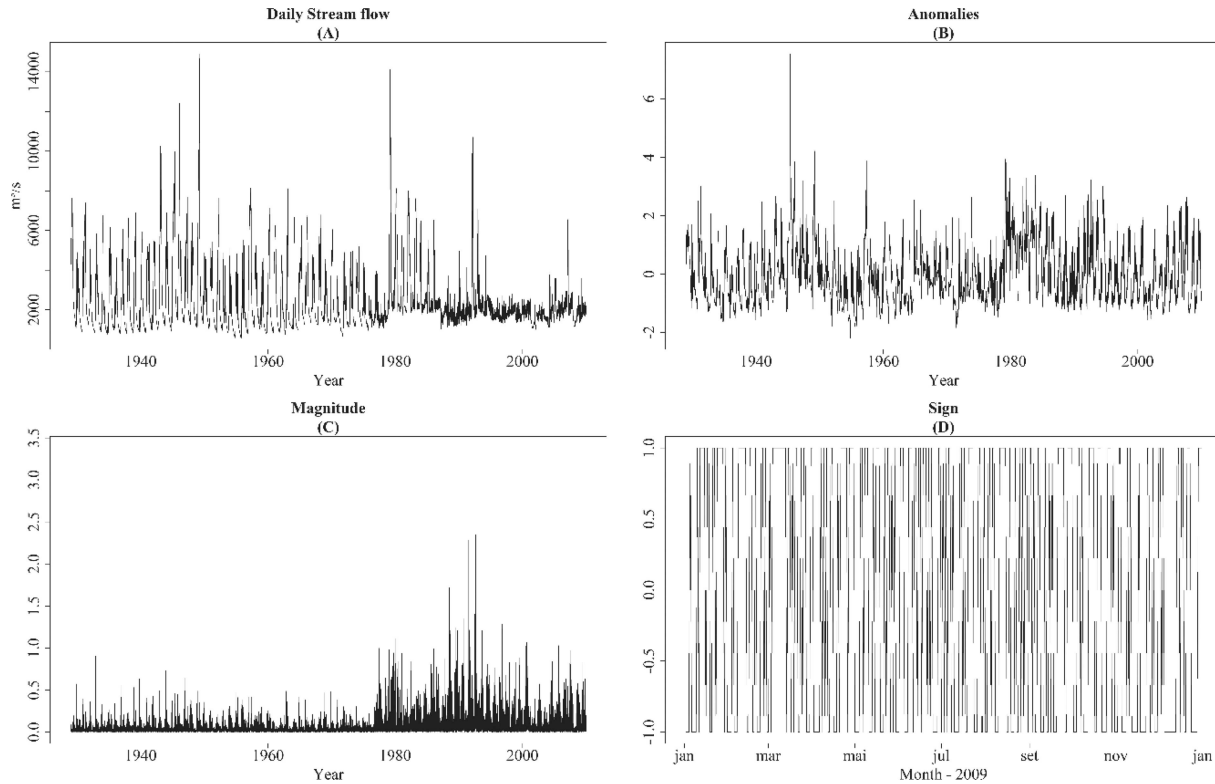 Daily Stream flow
(A)
m³/s
14000
10000
6000
2000
1940 1960 1980 2000
Year
Anomalies
(B)
6
4
2
0
-2
1940 1960 1980 2000
Year
Magnitude
(C)
3.5
3.0
2.5
2.0
1.5
1.0
0.5
0.0
1940 1960 1980 2000
Year
Sign
(D)
1.0
0.5
0.0
-0.5
-1.0
jan mar mai jul set nov jan
Month - 2009